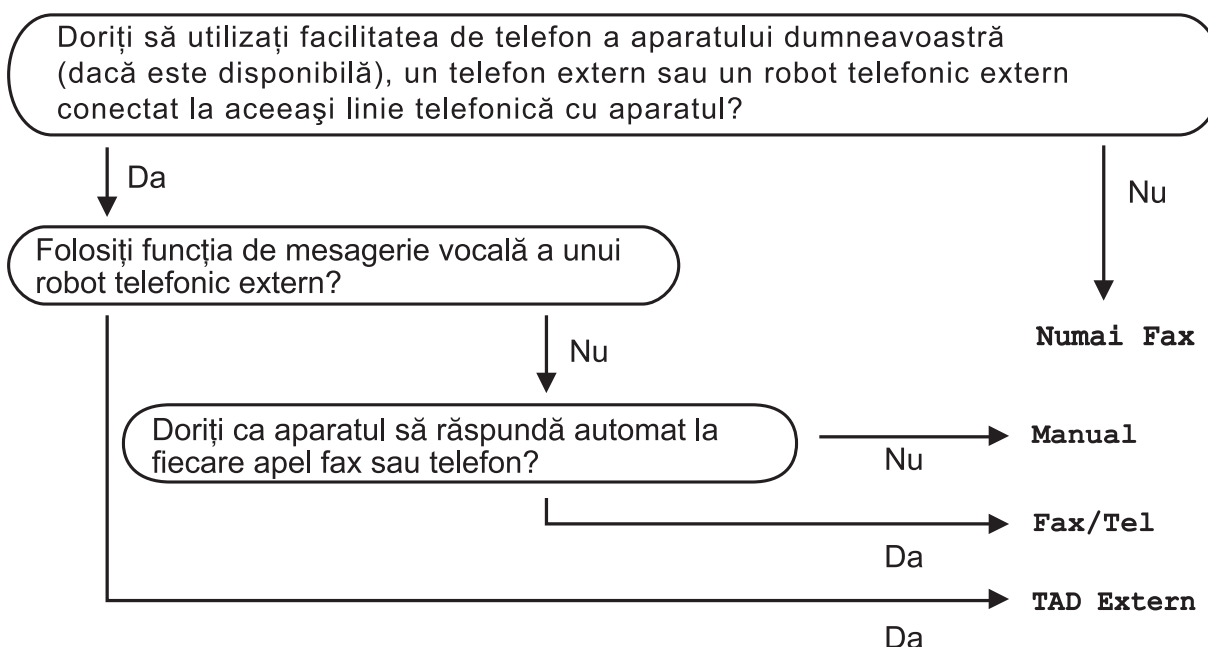 Doriți să utilizați facilitatea de telefon a aparatului dumneavoastră
(dacă este disponibilă), un telefon extern sau un robot telefonic extern
conectat la aceeaşi linie telefonică cu aparatul?
Da
Nu
Folosiți funcția de mesagerie vocală a unui
robot telefonic extern?
Numai Fax
Nu
Doriți ca aparatul să răspundă automat la
fiecare apel fax sau telefon?
Manual
Nu
Fax/Tel
Da
TAD Extern
Da